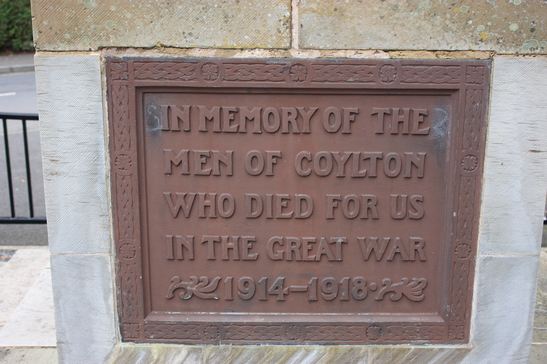 IN MEMORY OF THE
MEN OF COYLTON
WHO DIED FOR US
IN THE GREAT WAR
1914–1918·